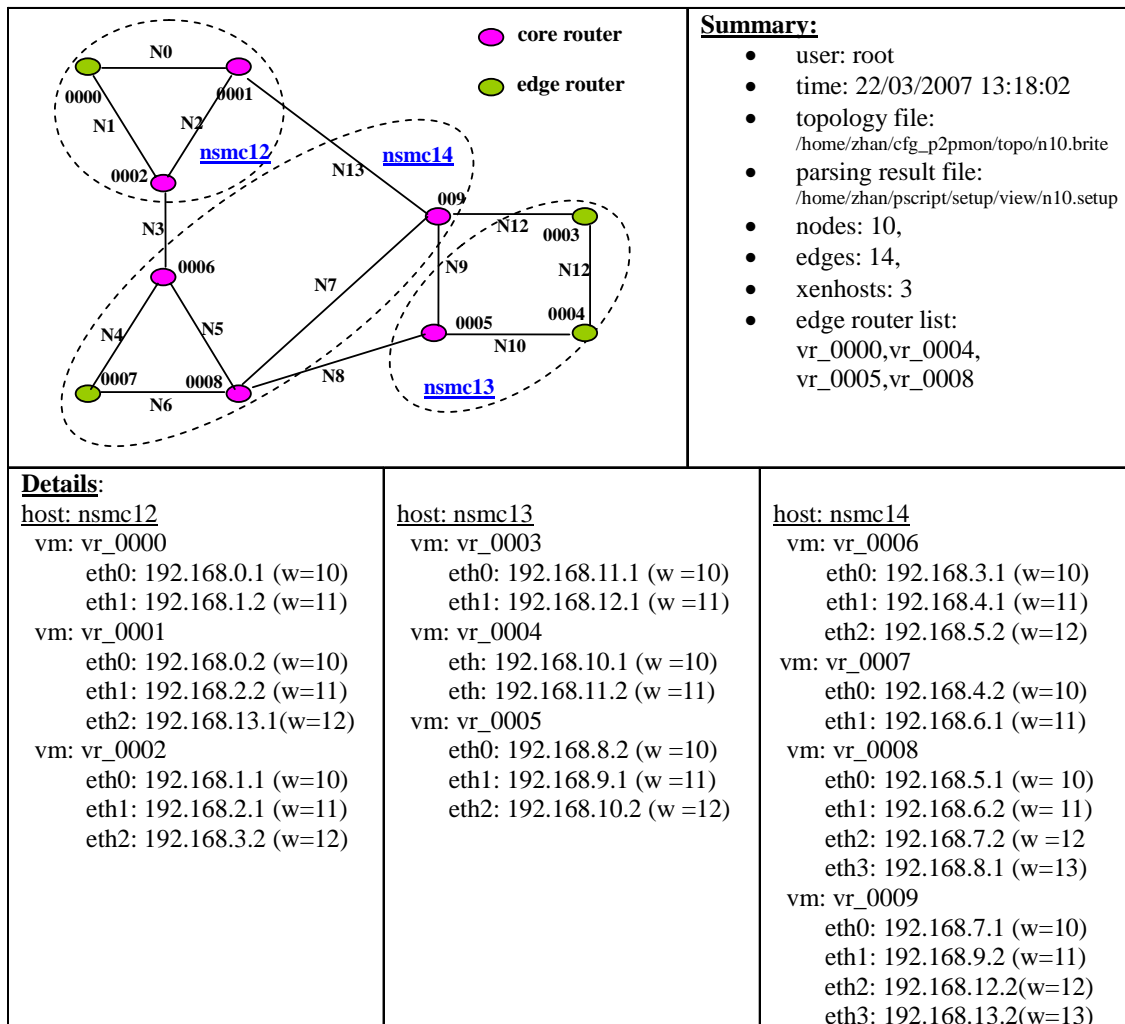 N0
core router
edge router
0000
0001
N1
N2
nsmc12
nsmc14
N13
0002
009
N3
N12
0003
0006
N9
N7
N12
N4
N5
0005
0004
N10
0007
0008
N8
nsmc13
N6
Summary:
• user: root
• time: 22/03/2007 13:18:02
• topology file:
/home/zhan/cfg_p2pmon/topo/n10.brite
• parsing result file:
/home/zhan/pscript/setup/view/n10.setup
• nodes: 10,
• edges: 14,
• xenhosts: 3
• edge router list:
vr_0000,vr_0004,
vr_0005,vr_0008
Details:
host: nsmc12
vm: vr_0000
eth0: 192.168.0.1 (w=10)
eth1: 192.168.1.2 (w=11)
vm: vr_0001
eth0: 192.168.0.2 (w=10)
eth1: 192.168.2.2 (w=11)
eth2: 192.168.13.1(w=12)
vm: vr_0002
eth0: 192.168.1.1 (w=10)
eth1: 192.168.2.1 (w=11)
eth2: 192.168.3.2 (w=12)
host: nsmc13
vm: vr_0003
eth0: 192.168.11.1 (w =10)
eth1: 192.168.12.1 (w =11)
vm: vr_0004
eth: 192.168.10.1 (w =10)
eth: 192.168.11.2 (w =11)
vm: vr_0005
eth0: 192.168.8.2 (w =10)
eth1: 192.168.9.1 (w =11)
eth2: 192.168.10.2 (w =12)
host: nsmc14
vm: vr_0006
eth0: 192.168.3.1 (w=10)
eth1: 192.168.4.1 (w=11)
eth2: 192.168.5.2 (w=12)
vm: vr_0007
eth0: 192.168.4.2 (w=10)
eth1: 192.168.6.1 (w=11)
vm: vr_0008
eth0: 192.168.5.1 (w= 10)
eth1: 192.168.6.2 (w= 11)
eth2: 192.168.7.2 (w =12
eth3: 192.168.8.1 (w=13)
vm: vr_0009
eth0: 192.168.7.1 (w=10)
eth1: 192.168.9.2 (w=11)
eth2: 192.168.12.2(w=12)
eth3: 192.168.13.2(w=13)